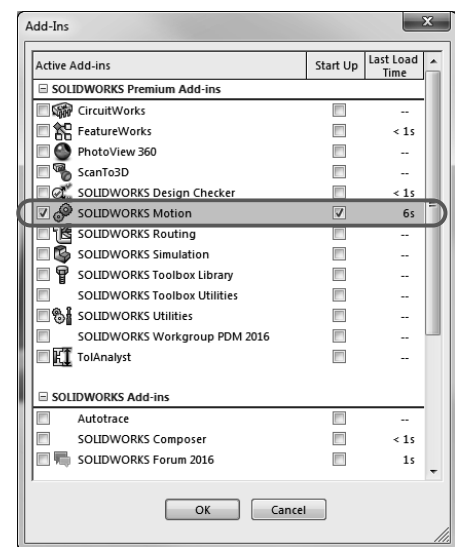 Add-Ins
Active Add-ins Start Up Last Load Time
SOLIDWORKS Premium Add-ins
CircuitWorks --
FeatureWorks < 1s
PhotoView 360 --
ScanTo3D --
SOLIDWORKS Design Checker < 1s
SOLIDWORKS Motion 6s
SOLIDWORKS Routing --
SOLIDWORKS Simulation --
SOLIDWORKS Toolbox Library --
SOLIDWORKS Toolbox Utilities --
SOLIDWORKS Utilities --
SOLIDWORKS Workgroup PDM 2016 --
TolAnalyst --
SOLIDWORKS Add-ins
Autotrace --
SOLIDWORKS Composer < 1s
SOLIDWORKS Forum 2016 1s
OK Cancel